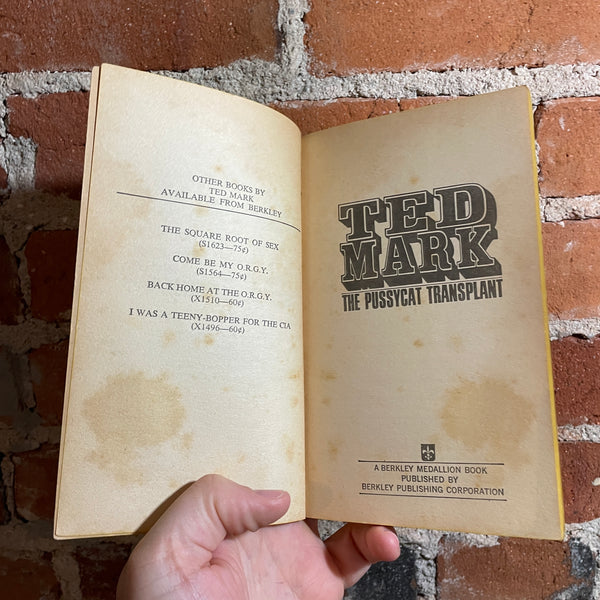 OTHER BOOKS BY
TED MARK
AVAILABLE FROM BERKLEY
THE SQUARE ROOT OF SEX
(S1623—75¢)
COME BE MY O.R.G.Y.
(S1564—75¢)
BACK HOME AT THE O.R.G.Y.
(X1510—60¢)
I WAS A TEENY-BOPPER FOR THE CIA
(X1496—60¢)
TED
MARK
THE PUSSYCAT TRANSPLANT
A BERKLEY MEDALLION BOOK
PUBLISHED BY
BERKLEY PUBLISHING CORPORATION